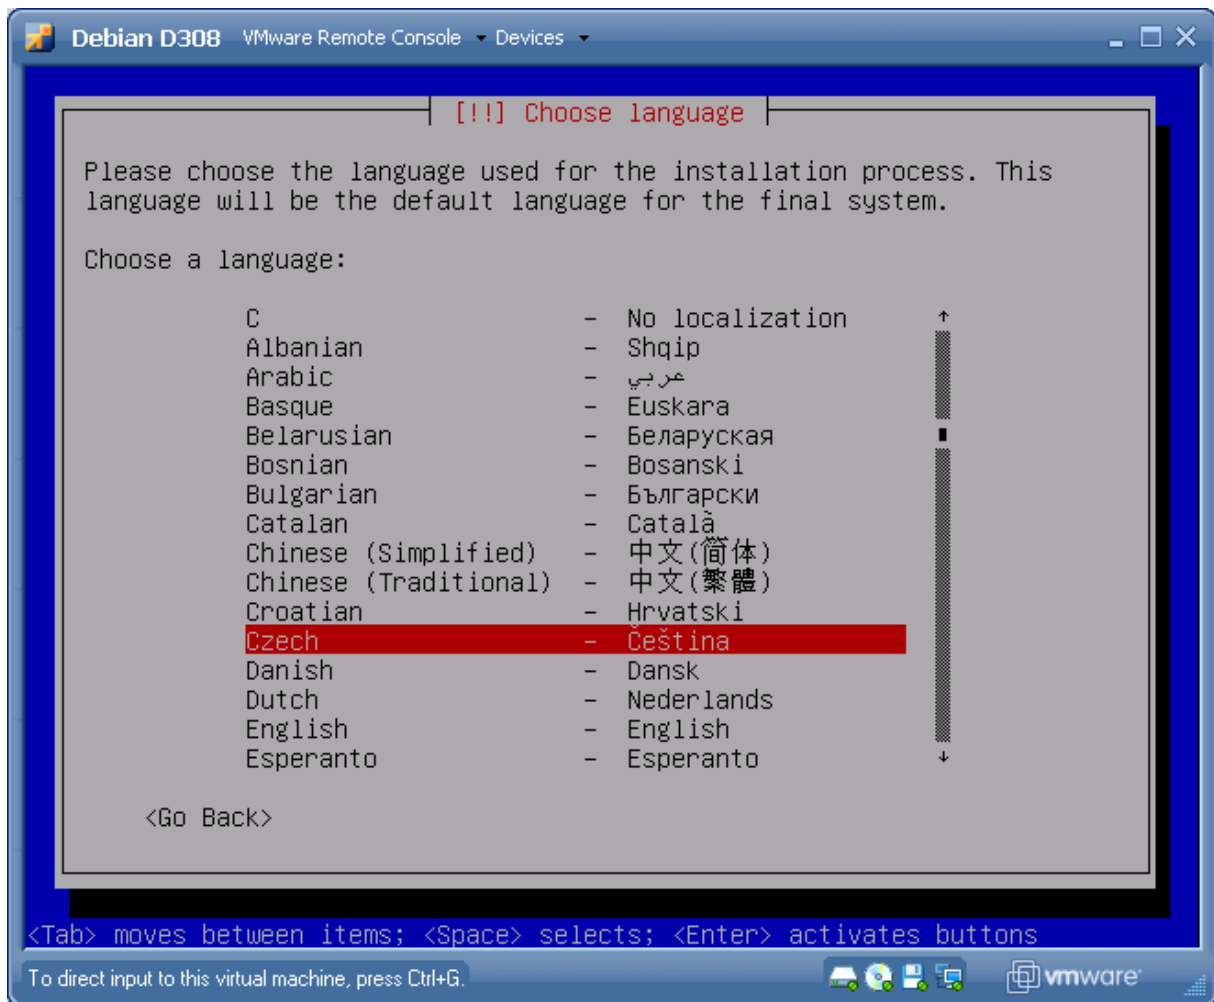 Debian D308 VMware Remote Console Devices
[!!] Choose language
Please choose the language used for the installation process. This
language will be the default language for the final system.
Choose a language:
C - No localization
Albanian - Shqip
Arabic - عربي
Basque - Euskara
Belarusian - Беларуская
Bosnian - Bosanski
Bulgarian - Български
Catalan - Català
Chinese (Simplified) - 中文(简体)
Chinese (Traditional) - 中文(繁體)
Croatian - Hrvatski
Czech - Čeština
Danish - Dansk
Dutch - Nederlands
English - English
Esperanto - Esperanto
<Go Back>
<Tab> moves between items; <Space> selects; <Enter> activates buttons
To direct input to this virtual machine, press Ctrl+G.
vmware